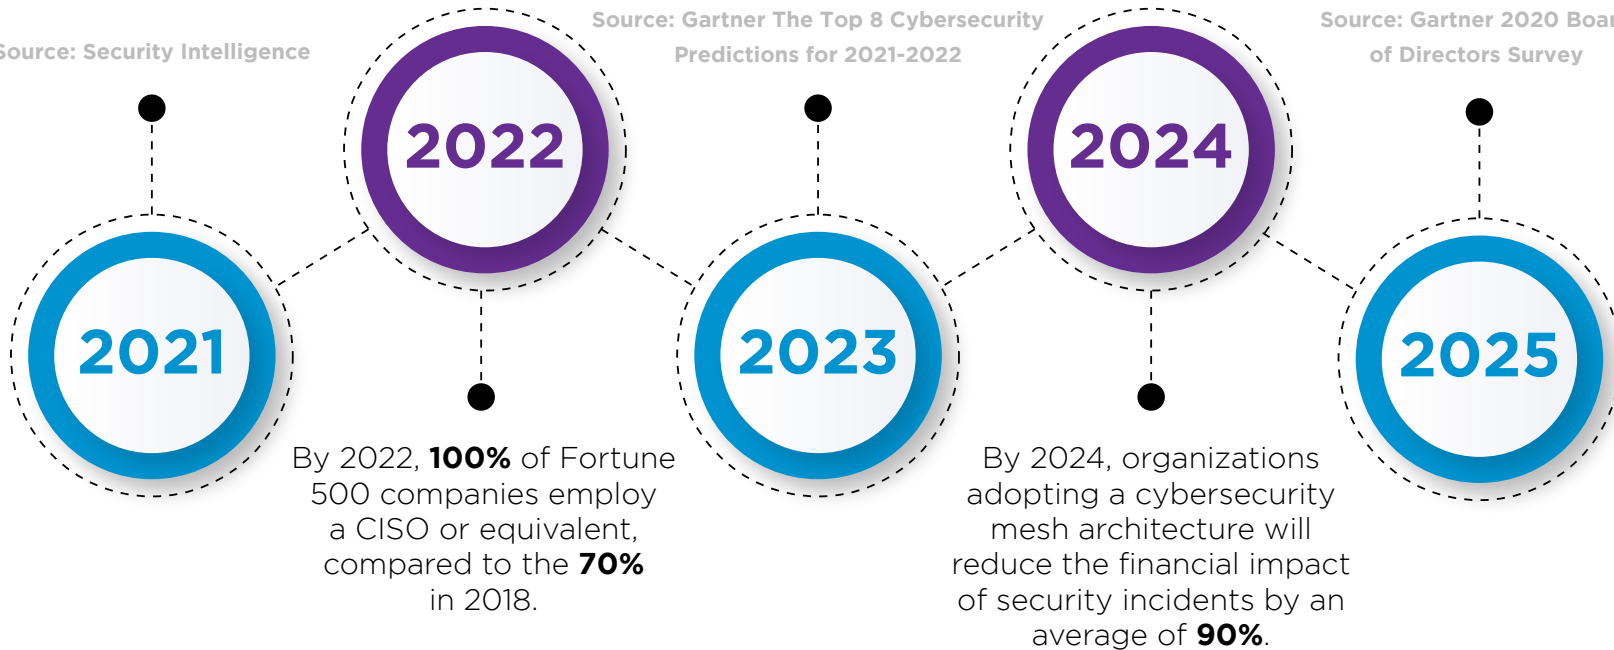 Source: Security Intelligence
Source: Gartner The Top 8 Cybersecurity
Predictions for 2021-2022
Source: Gartner 2020 Boar
of Directors Survey
2021
2022
2023
2024
2025
By 2022, 100% of Fortune
500 companies employ
a CISO or equivalent,
compared to the 70%
in 2018.
By 2024, organizations
adopting a cybersecurity
mesh architecture will
reduce the financial impact
of security incidents by an
average of 90%.